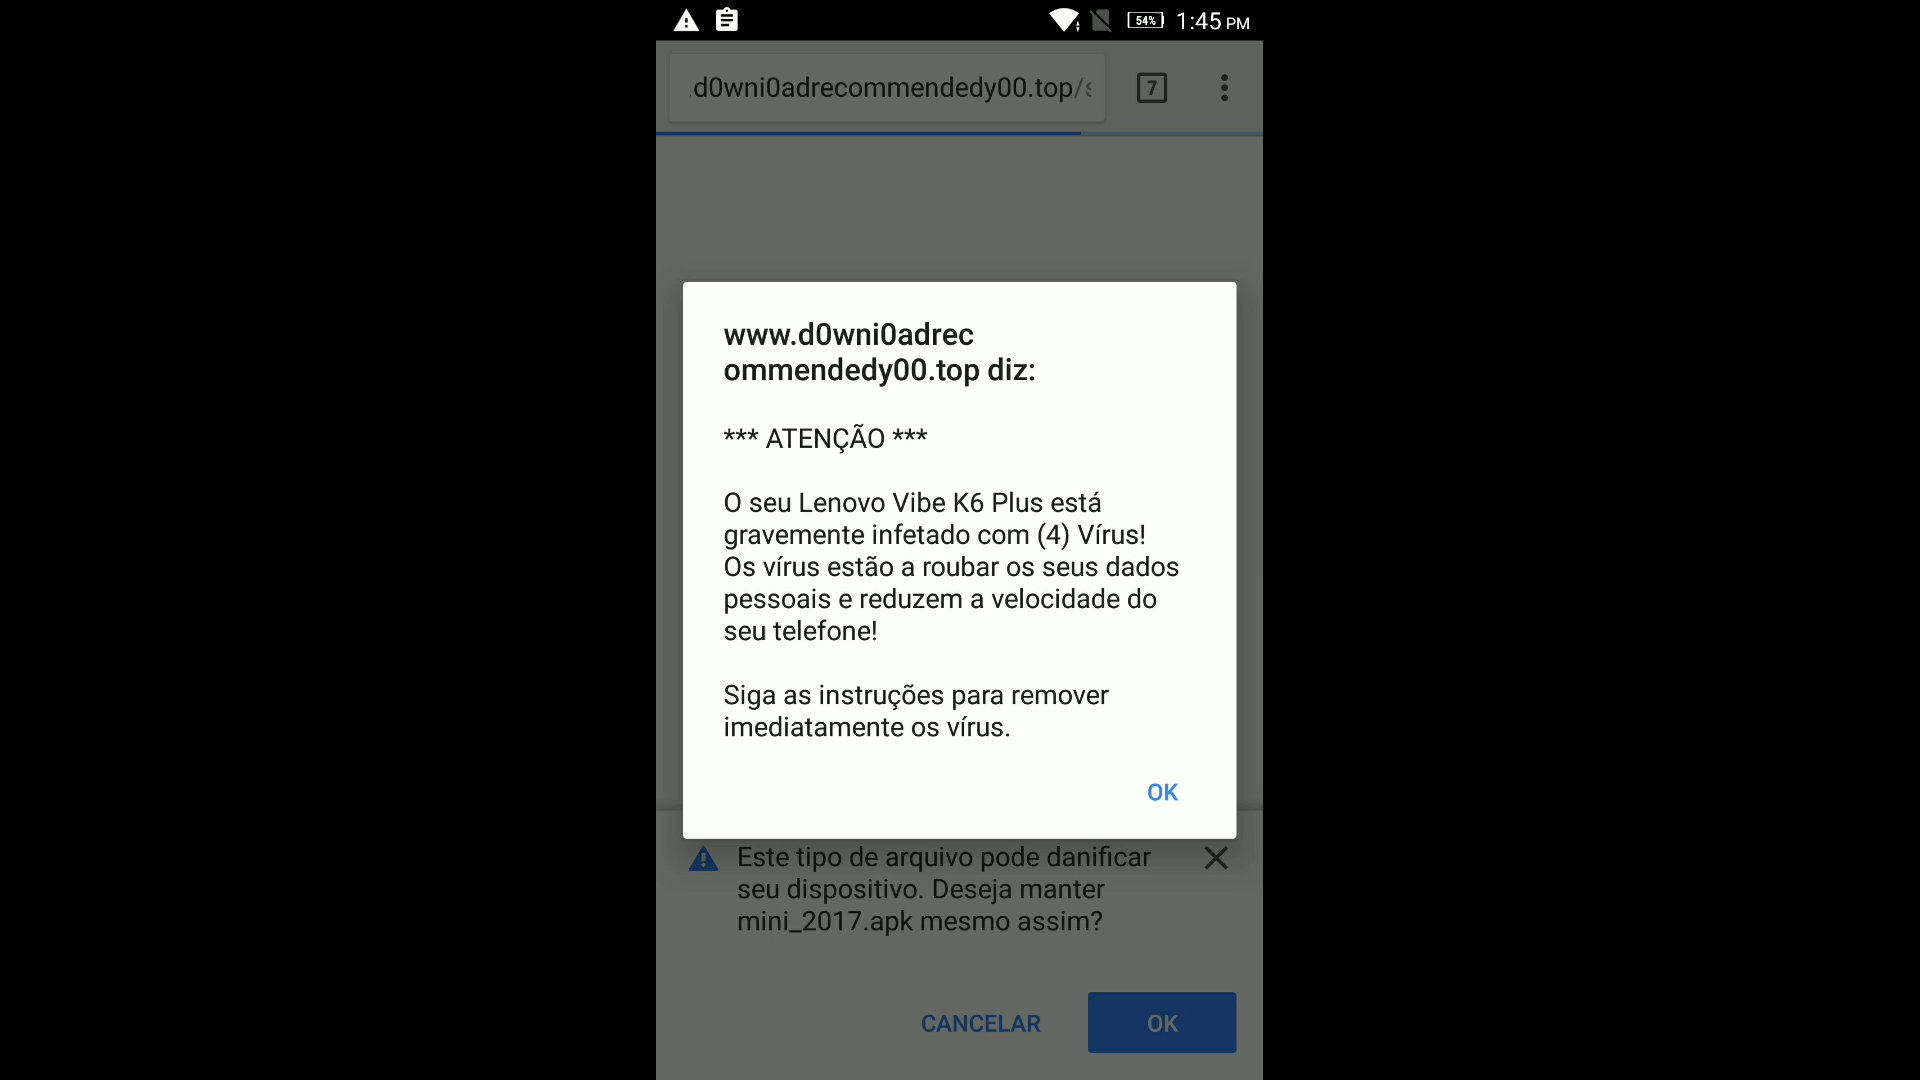 54%
1:45 PM
.d0wni0adrecommendedy00.top/s
7
www.d0wni0adrec
ommendedy00.top diz:
*** ATENÇÃO ***
O seu Lenovo Vibe K6 Plus está
gravemente infetado com (4) Vírus!
Os vírus estão a roubar os seus dados
pessoais e reduzem a velocidade do
seu telefone!
Siga as instruções para remover
imediatamente os vírus.
OK
Este tipo de arquivo pode danificar
seu dispositivo. Deseja manter
mini_2017.apk mesmo assim?
CANCELAR
OK